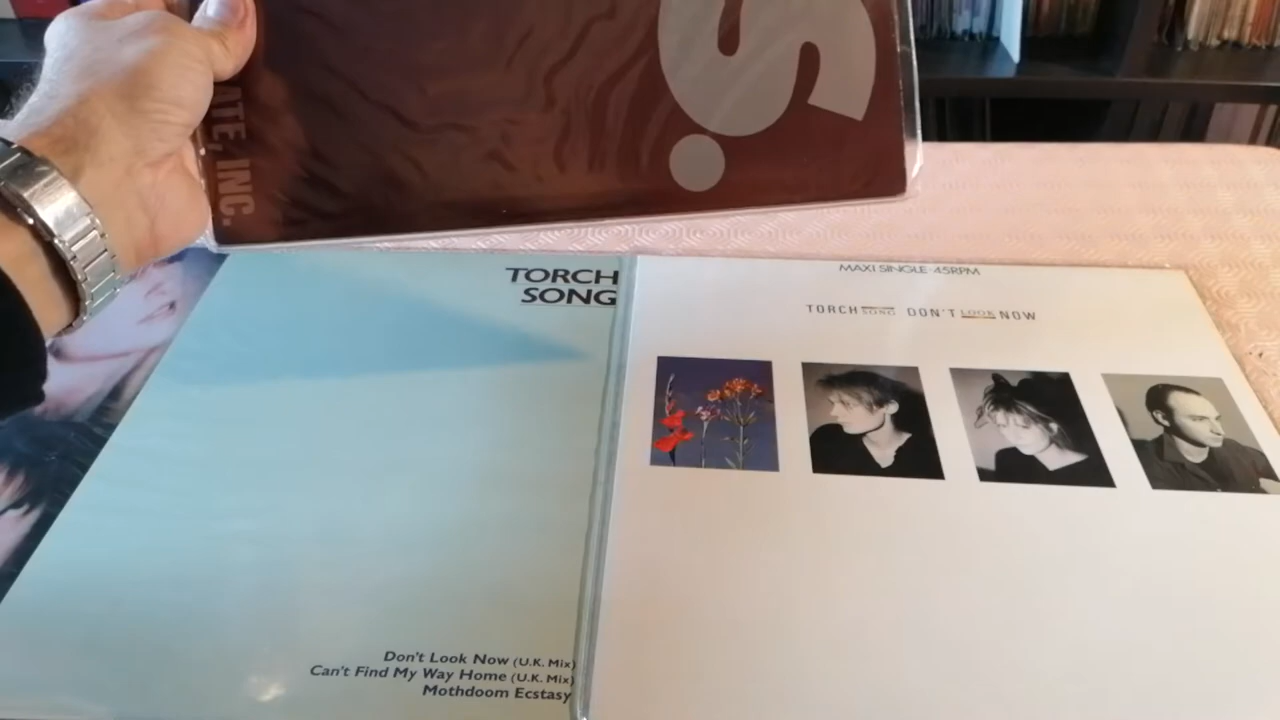 ATE, INC.
S.
TORCH
SONG
Don't Look Now (U.K. Mix)
Can't Find My Way Home (U.K. Mix)
Mothdoom Ecstasy
MAXI SINGLE·45RPM
TORCH SONG DON'T LOOK NOW